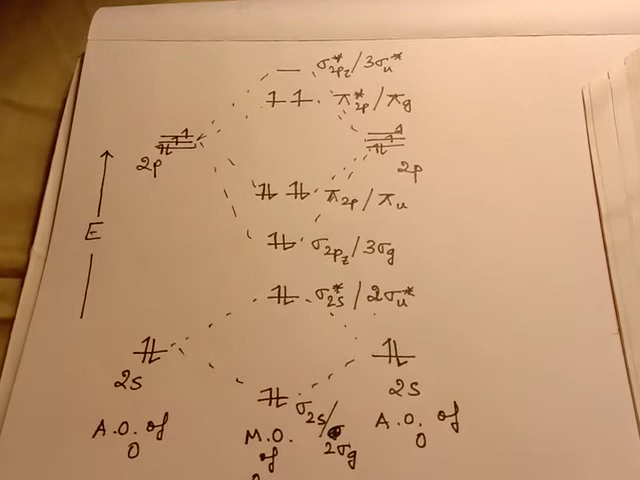 σ*2pz/3σu*
π*2p/πg
2p
2p
E
π2p/πu
σ2pz/3σg
σ*2s/2σu*
2s
2s
σ2s/2σg
A.O. of
O
M.O.
of
A.O. of
O